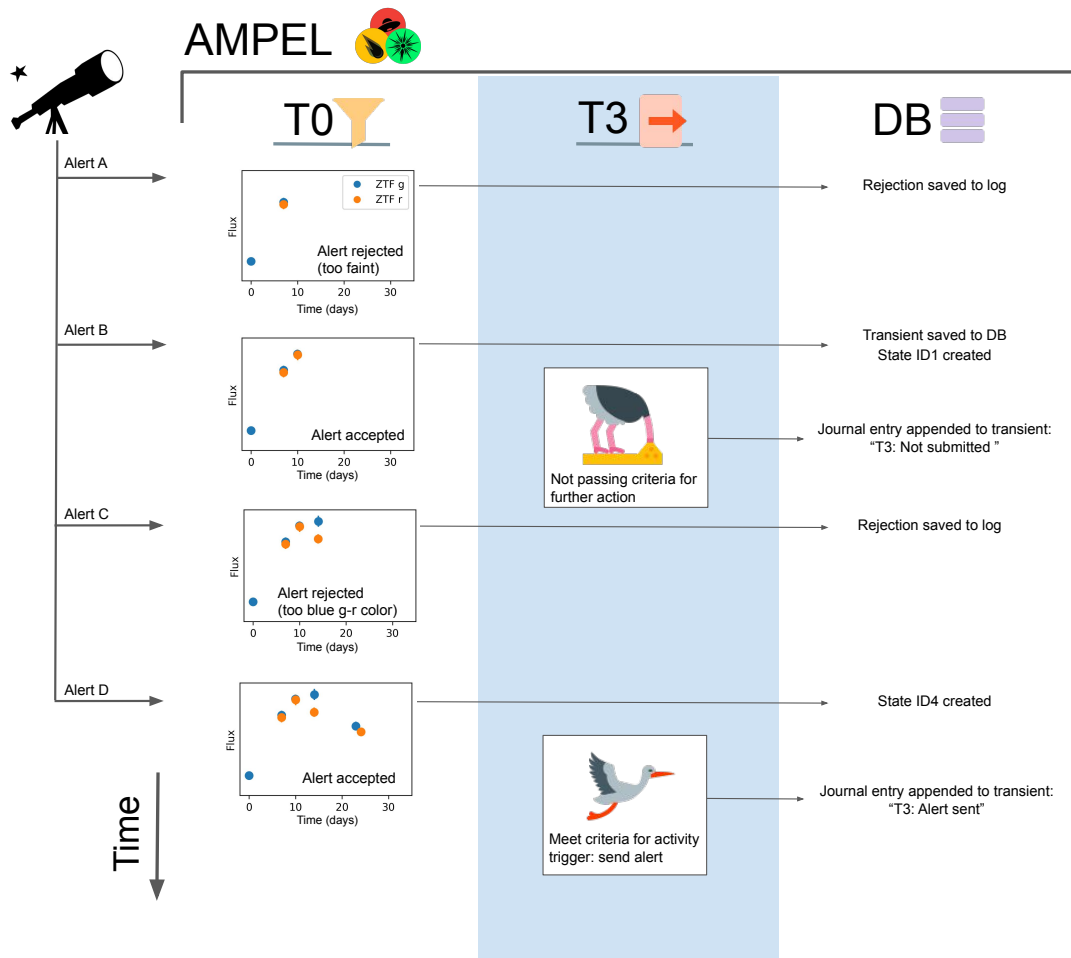 AMPEL
T0
T3
DB
Alert A
ZTF g
ZTF r
Flux
Alert rejected
(too faint)
0
10
20
30
Time (days)
Rejection saved to log
Alert B
Flux
Alert accepted
0
10
20
30
Time (days)
Transient saved to DB
State ID1 created
Not passing criteria for
further action
Journal entry appended to transient:
“T3: Not submitted ”
Alert C
Flux
Alert rejected
(too blue g-r color)
0
10
20
30
Time (days)
Rejection saved to log
Alert D
Flux
Alert accepted
0
10
20
30
Time (days)
State ID4 created
Meet criteria for activity
trigger: send alert
Journal entry appended to transient:
“T3: Alert sent”
Time